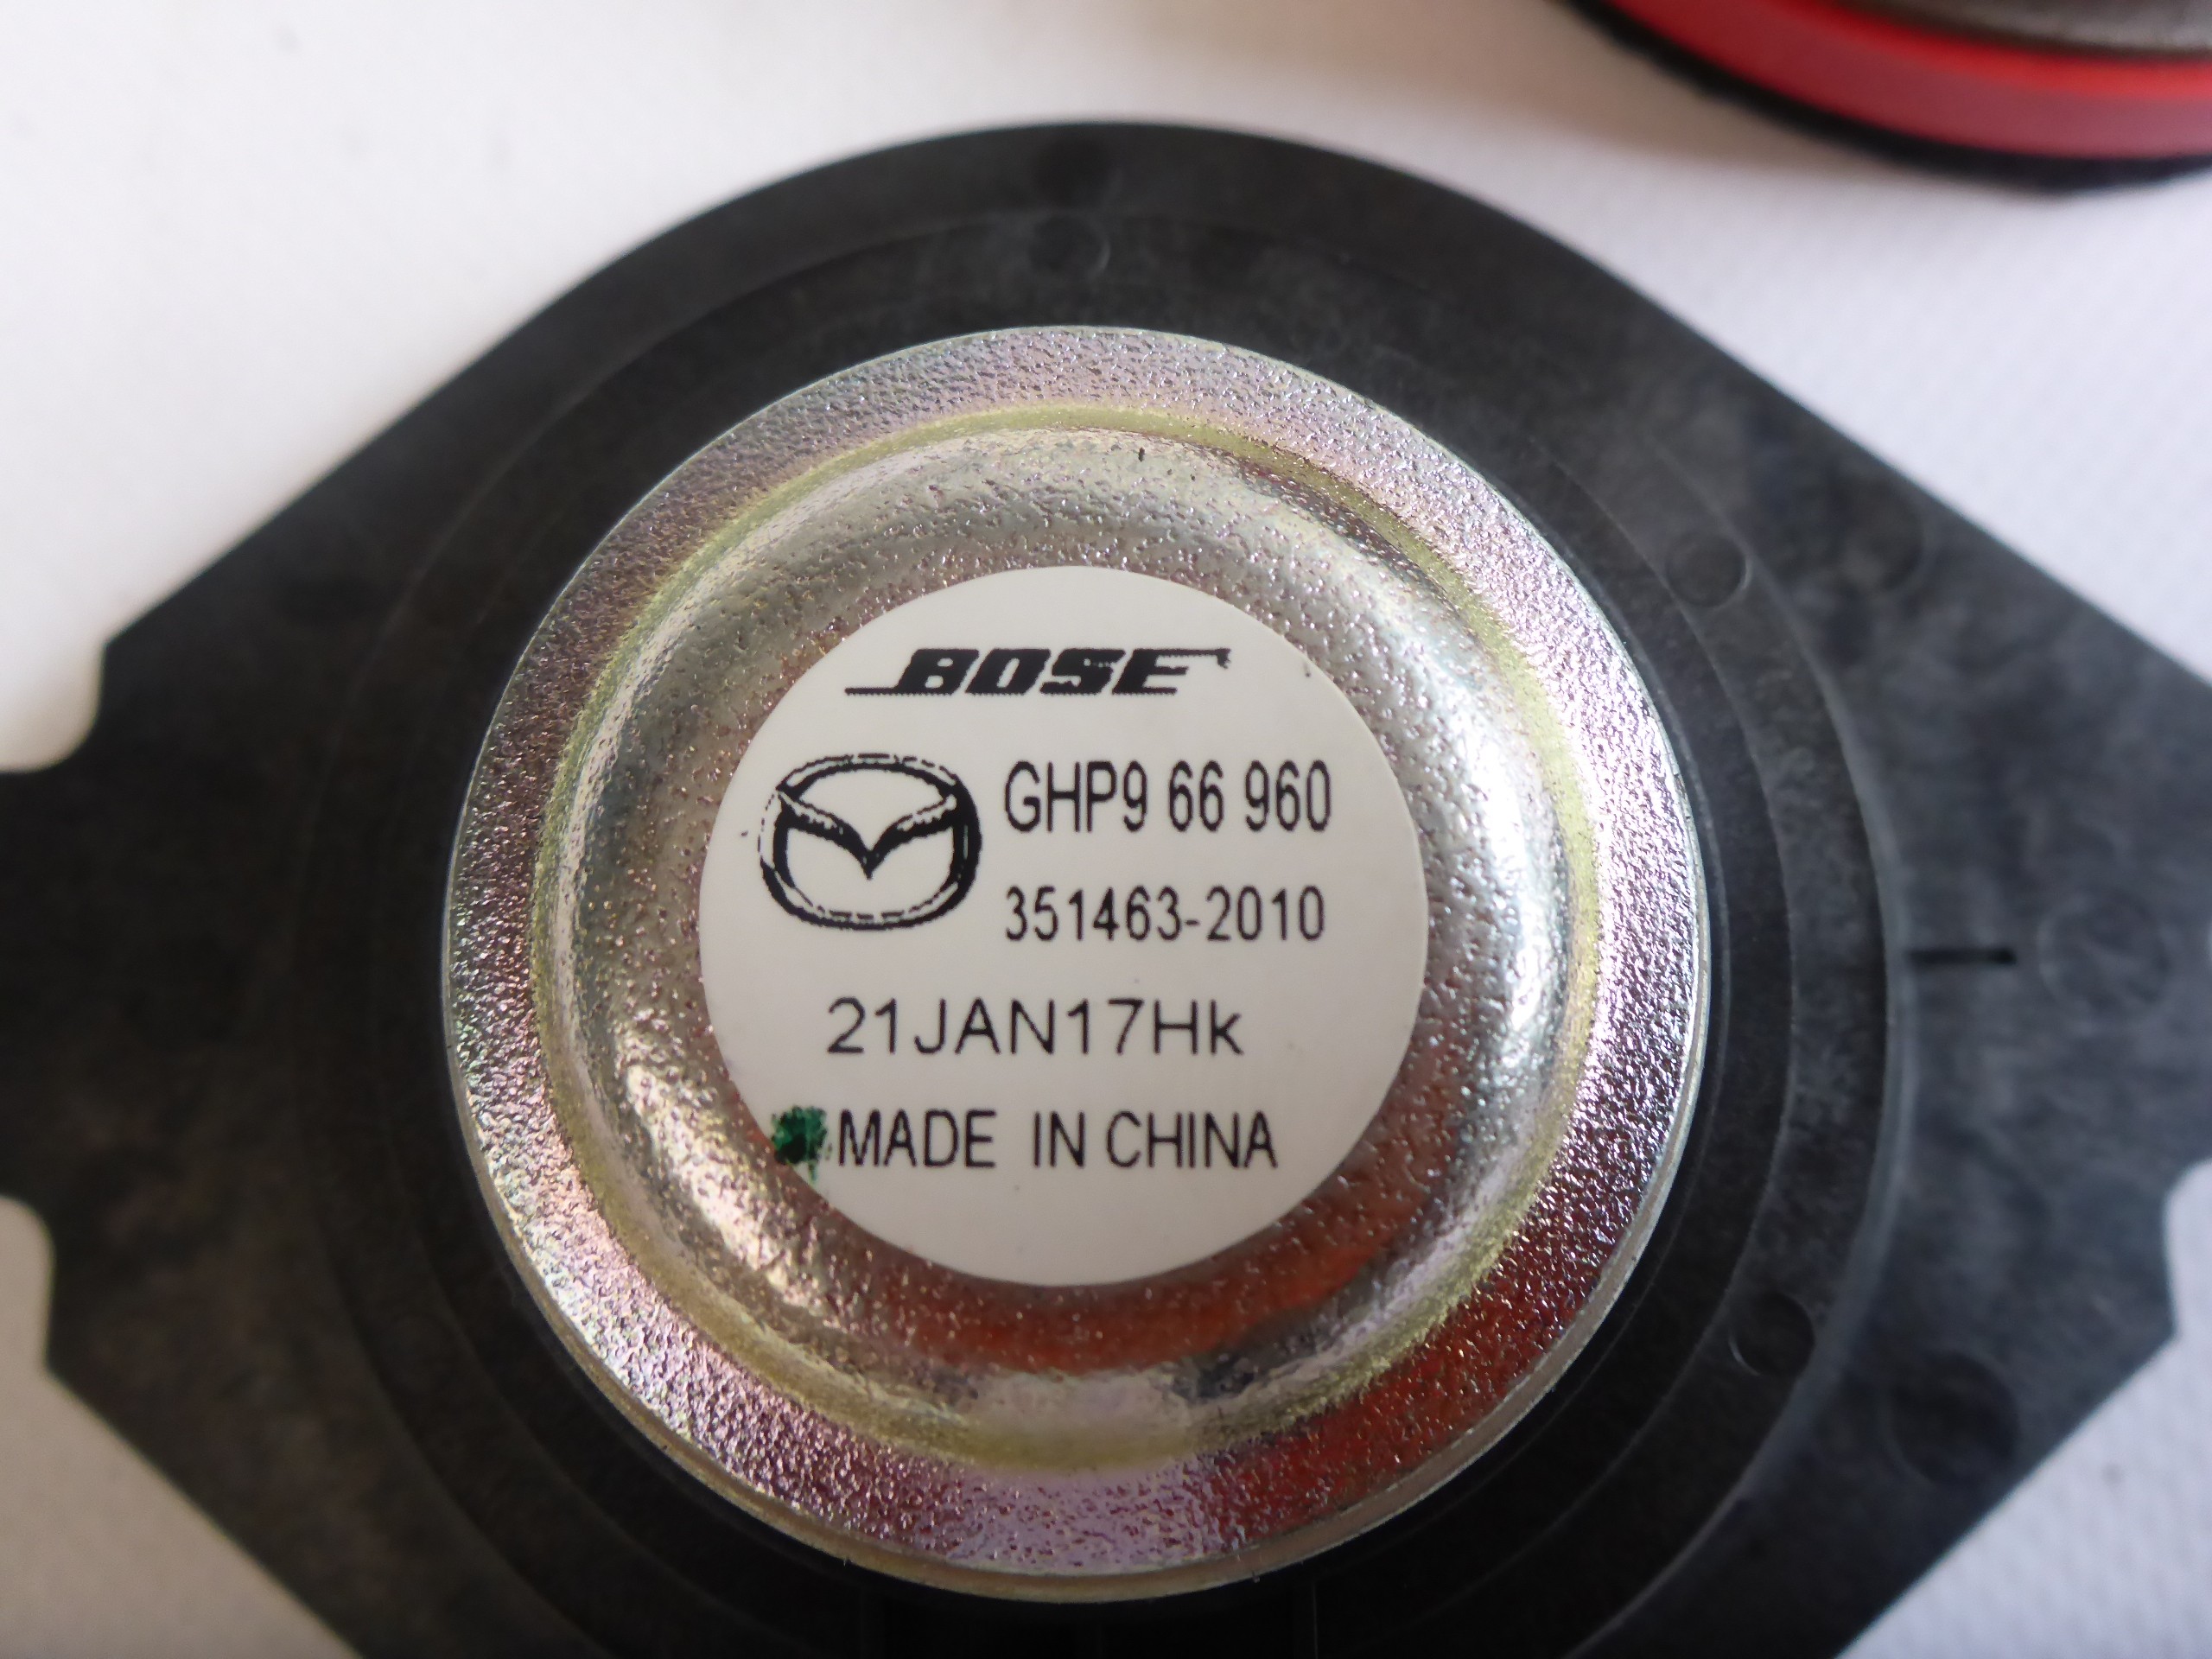 BOSE
GHP9 66 960
351463-2010
21JAN17Hk
MADE IN CHINA